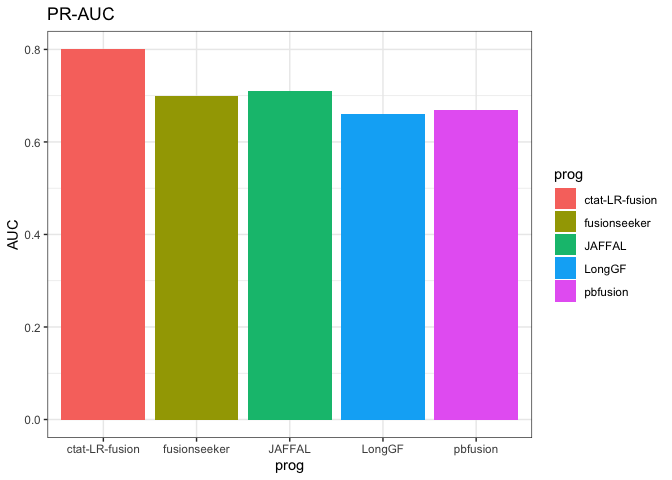 PR-AUC
AUC
0.8
0.6
0.4
0.2
0.0
ctat-LR-fusion fusionseeker JAFFAL LongGF pbfusion
prog
prog
ctat-LR-fusion
fusionseeker
JAFFAL
LongGF
pbfusion